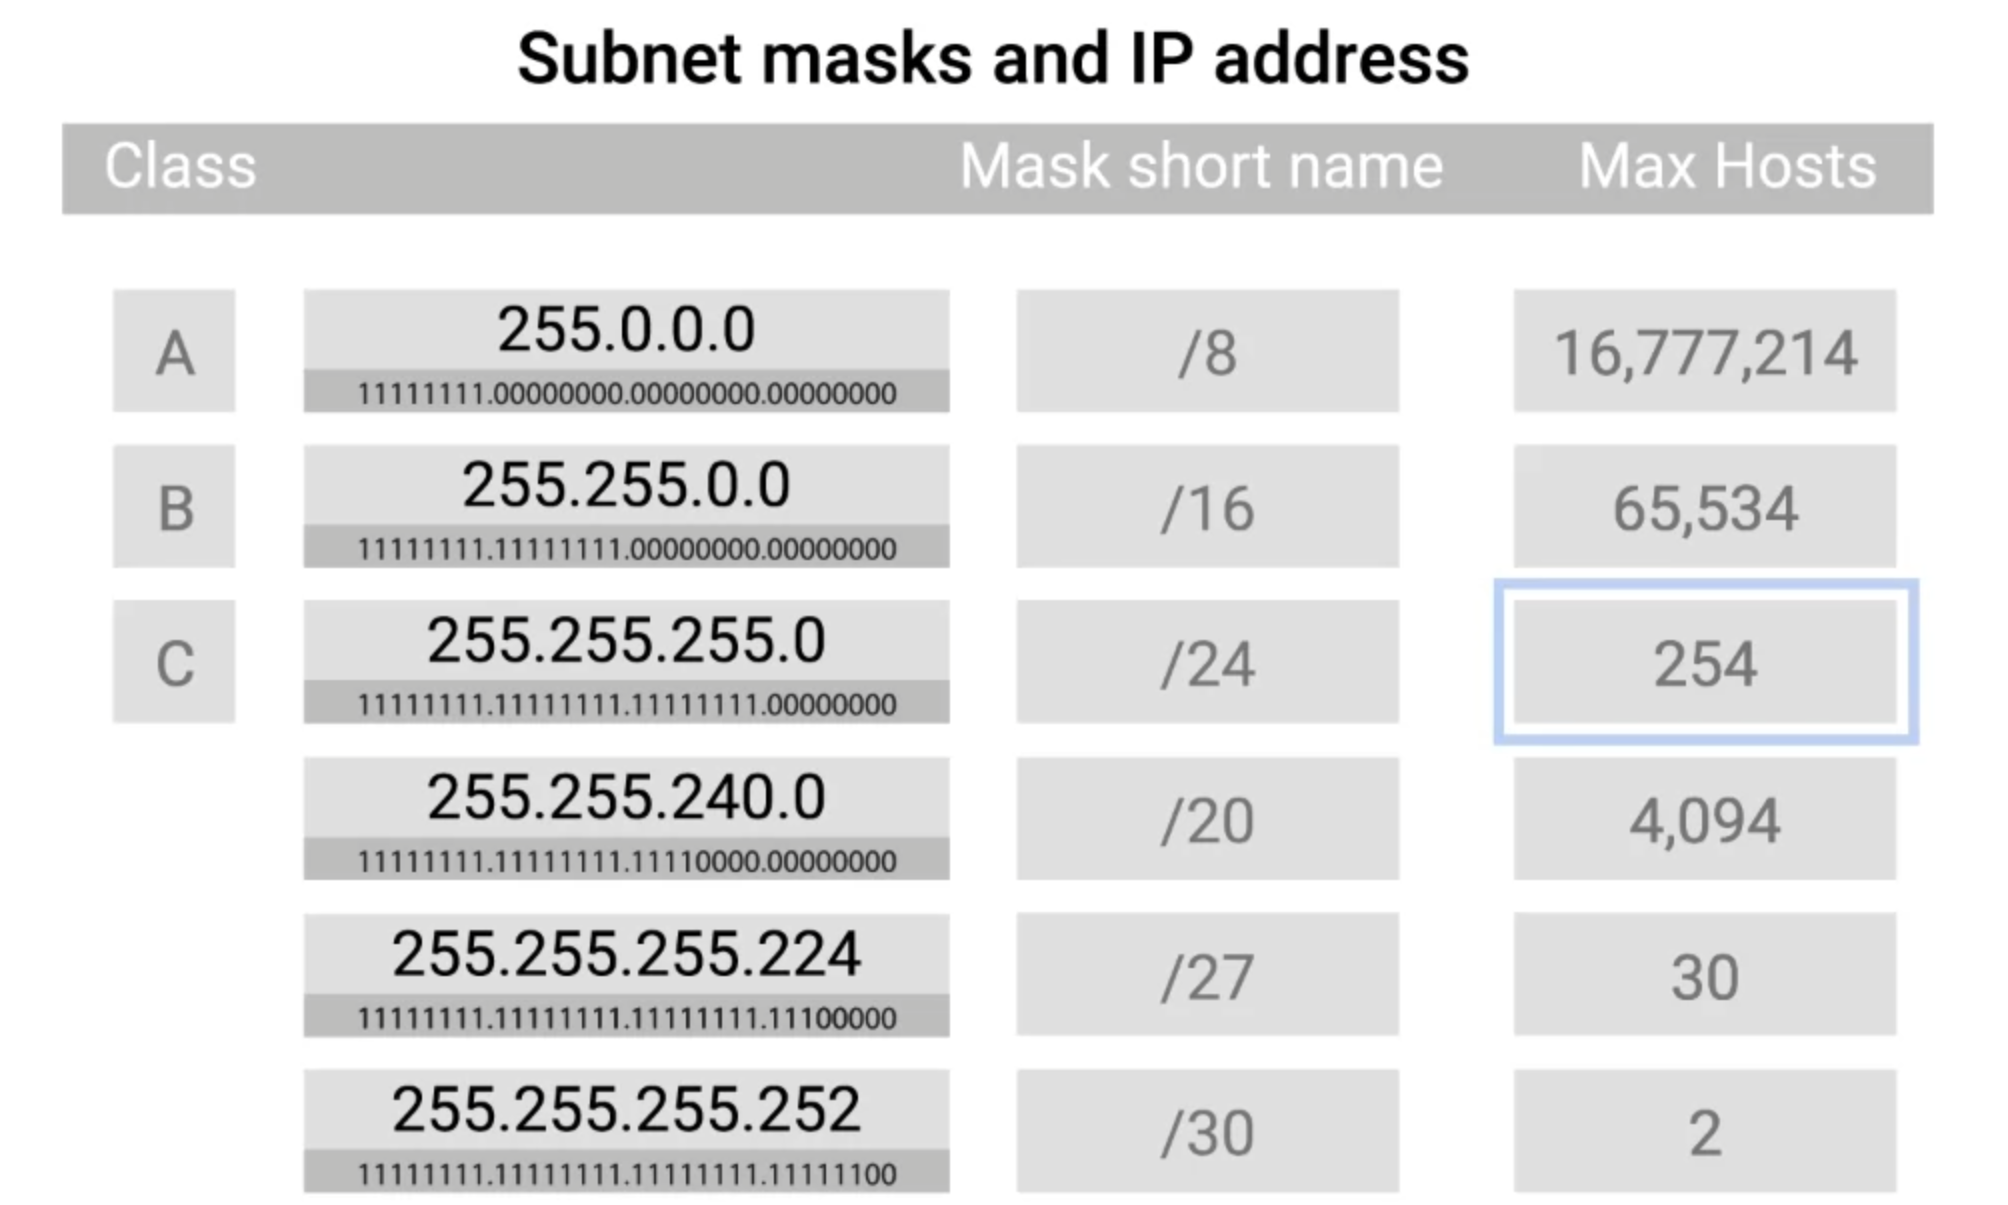 Subnet masks and IP address
Class Mask short name Max Hosts
A 255.0.0.0 /8 16,777,214
11111111.00000000.00000000.00000000
B 255.255.0.0 /16 65,534
11111111.11111111.00000000.00000000
C 255.255.255.0 /24 254
11111111.11111111.11111111.00000000
255.255.240.0 /20 4,094
11111111.11111111.11110000.00000000
255.255.255.224 /27 30
11111111.11111111.11111111.11100000
255.255.255.252 /30 2
11111111.11111111.11111111.11111100